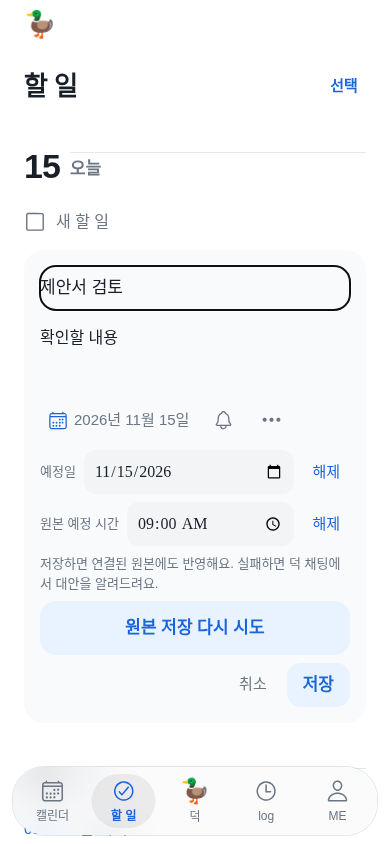 할 일
선택
15 오늘
새 할 일
제안서 검토
확인할 내용
2026년 11월 15일
예정일 11/15/2026 해제
원본 예정 시간 09:00 AM 해제
저장하면 연결된 원본에도 반영해요. 실패하면 덕 채팅에
서 대안을 알려드려요.
원본 저장 다시 시도
취소 저장
캘린더 할 일 덕 log ME